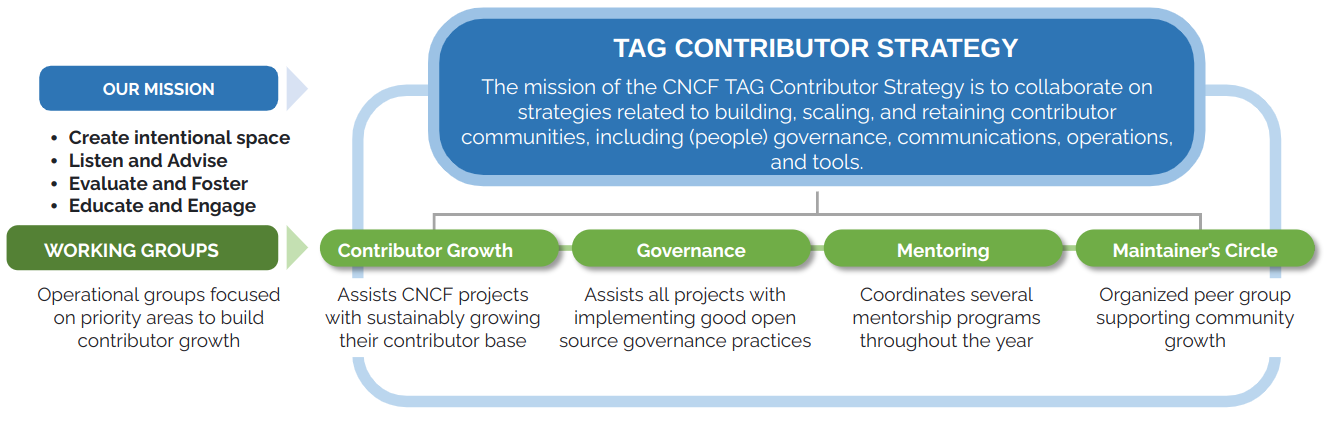 TAG CONTRIBUTOR STRATEGY
The mission of the CNCF TAG Contributor Strategy is to collaborate on
strategies related to building, scaling, and retaining contributor
communities, including (people) governance, communications, operations,
and tools.
OUR MISSION
• Create intentional space
• Listen and Advise
• Evaluate and Foster
• Educate and Engage
WORKING GROUPS
Operational groups focused
on priority areas to build
contributor growth
Contributor Growth
Assists CNCF projects
with sustainably growing
their contributor base
Governance
Assists all projects with
implementing good open
source governance practices
Mentoring
Coordinates several
mentorship programs
throughout the year
Maintainer's Circle
Organized peer group
supporting community
growth